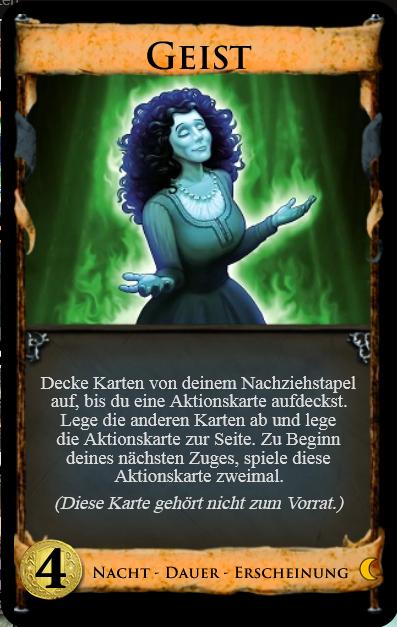 GEIST
Decke Karten von deinem Nachziehstapel
auf, bis du eine Aktionskarte aufdeckst.
Lege die anderen Karten ab und lege
die Aktionskarte zur Seite. Zu Beginn
deines nächsten Zuges, spiele diese
Aktionskarte zweimal.
(Diese Karte gehört nicht zum Vorrat.)
4 NACHT - DAUER - ERSCHEINUNG